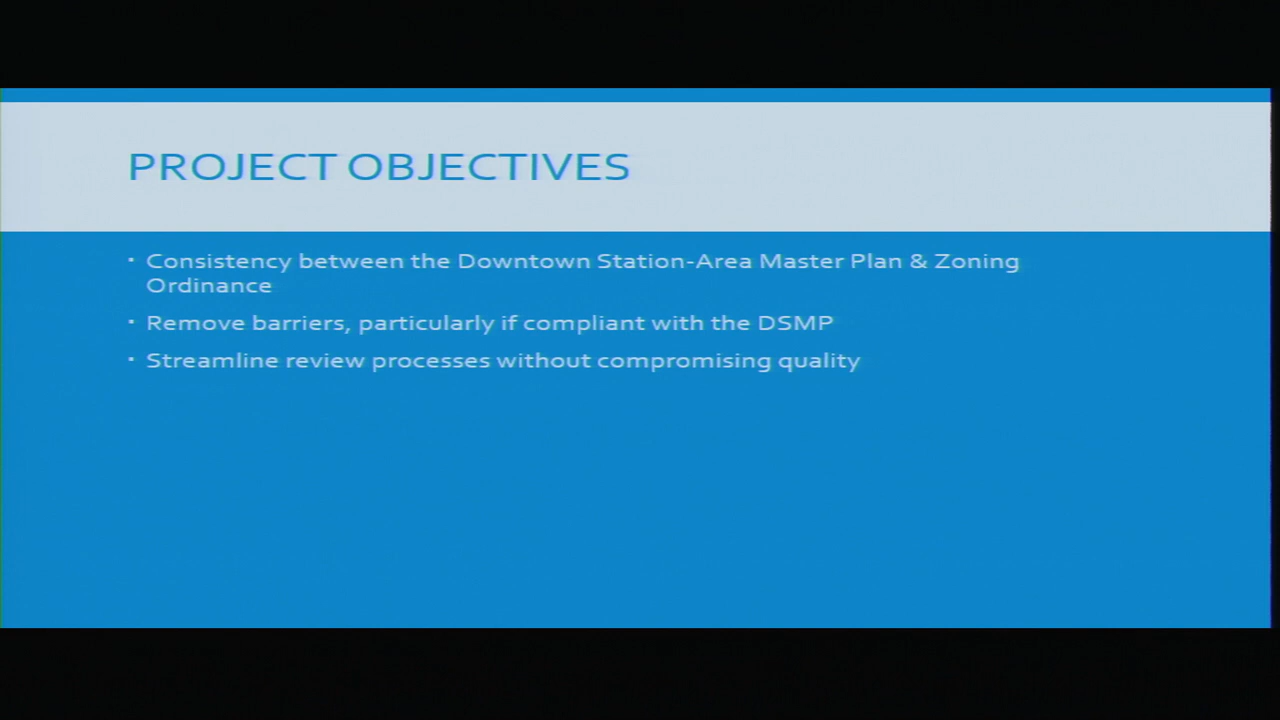 PROJECT OBJECTIVES
▪ Consistency between the Downtown Station-Area Master Plan & Zoning
Ordinance
▪ Remove barriers, particularly if compliant with the DSMP
▪ Streamline review processes without compromising quality